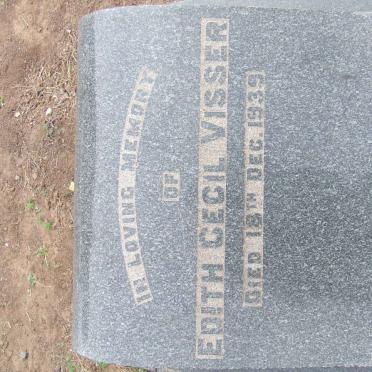 IN LOVING MEMORY
OF
EDITH CECIL VISSER
DIED 18TH DEC. 1939